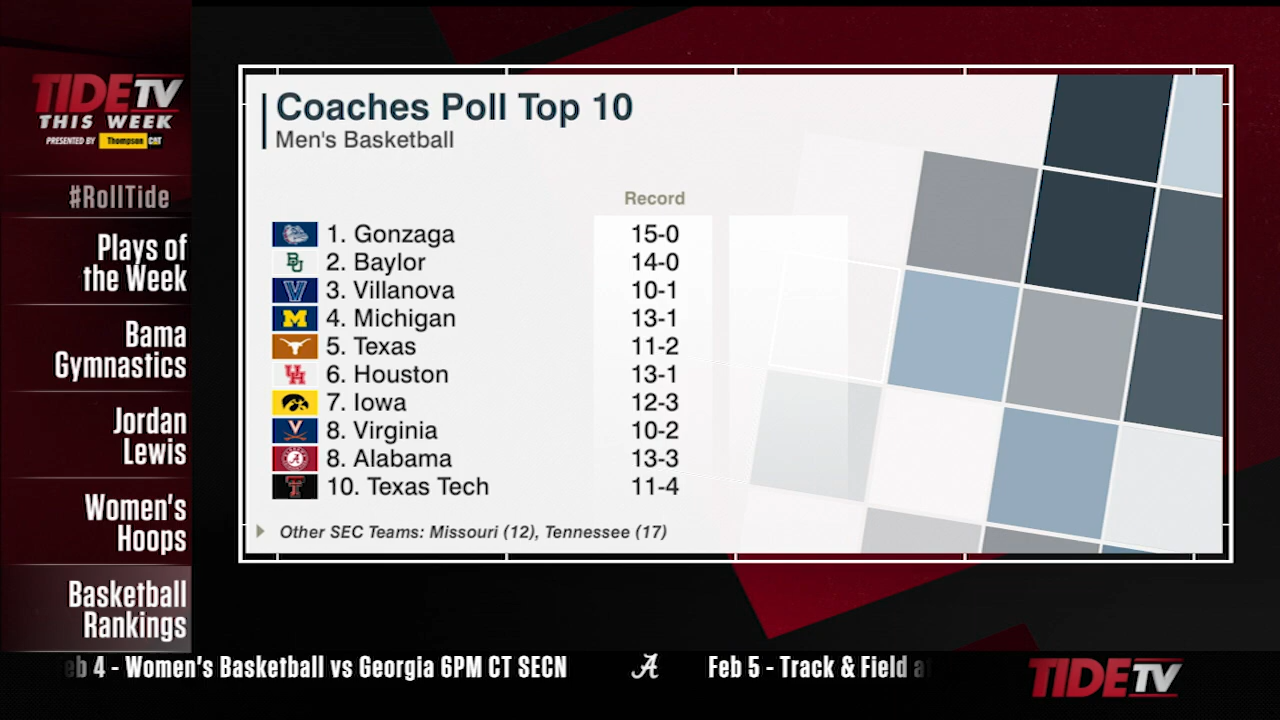 TIDETV
THIS WEEK
PRESENTED BY Thompson CAT
#RollTide
Plays of
the Week
Bama
Gymnastics
Jordan
Lewis
Women's
Hoops
Basketball
Rankings
Coaches Poll Top 10
Men's Basketball
Record
1. Gonzaga 15-0
2. Baylor 14-0
3. Villanova 10-1
4. Michigan 13-1
5. Texas 11-2
6. Houston 13-1
7. Iowa 12-3
8. Virginia 10-2
8. Alabama 13-3
10. Texas Tech 11-4
Other SEC Teams: Missouri (12), Tennessee (17)
eb 4 - Women's Basketball vs Georgia 6PM CT SECN A Feb 5 - Track & Field a
TIDETV